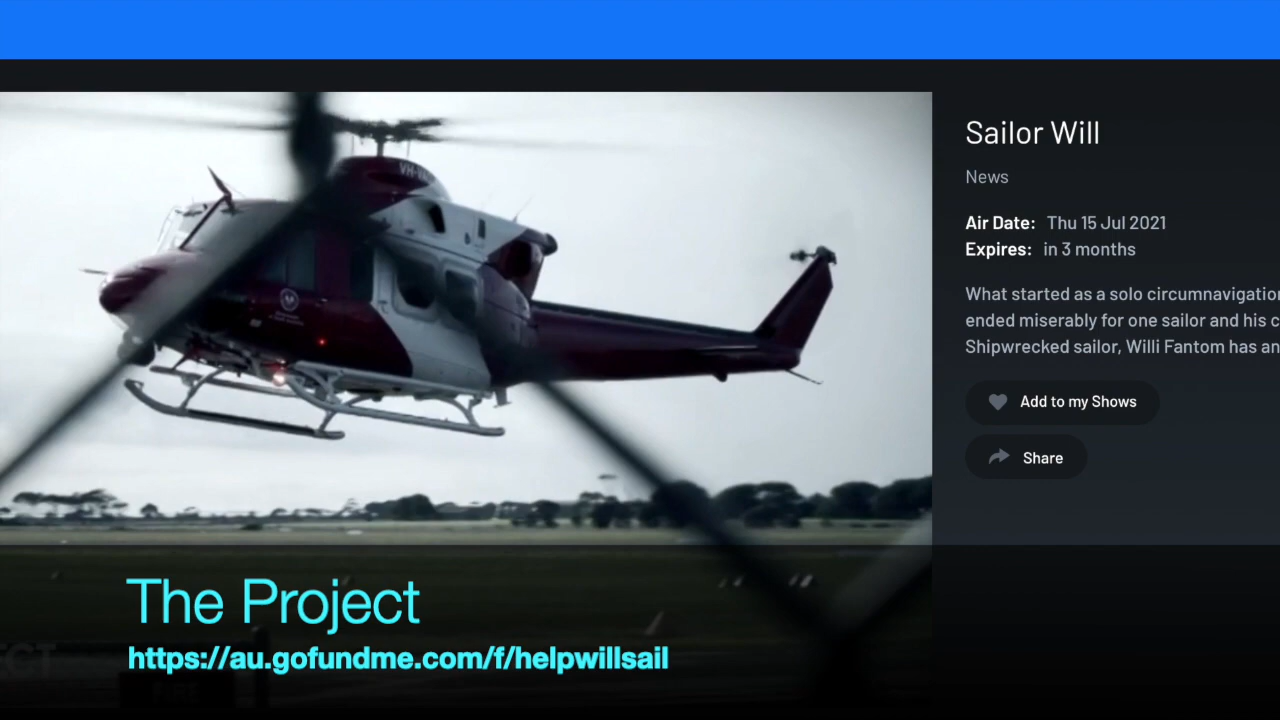 Sailor Will
News
Air Date: Thu 15 Jul 2021
Expires: in 3 months
What started as a solo circumnavigation
ended miserably for one sailor and his
Shipwrecked sailor, Willi Fantom has
Add to my Shows
Share
The Project
https://au.gofundme.com/f/helpwillsail